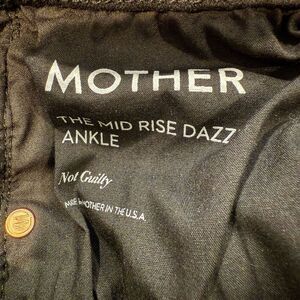 MOTHER
THE MID RISE DAZZ
ANKLE
Not Guilty
MADE BY MOTHER IN THE U.S.A.